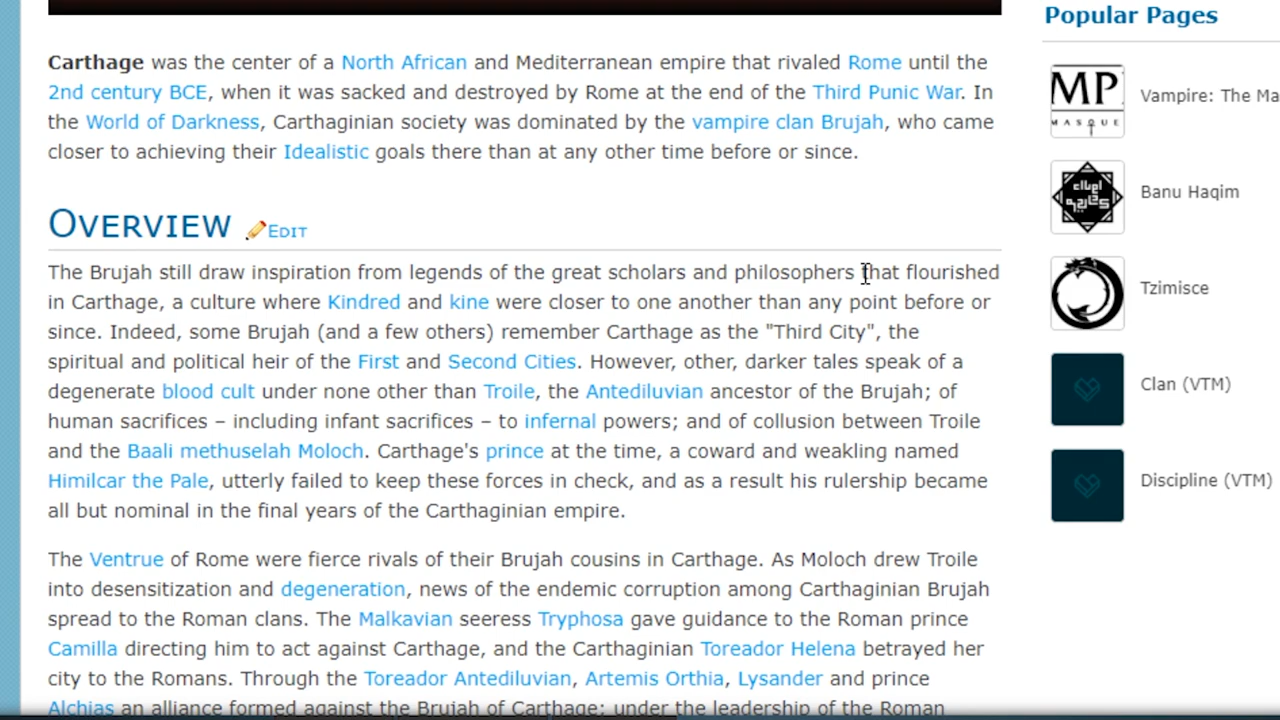 Popular Pages
Carthage was the center of a North African and Mediterranean empire that rivaled Rome until the
2nd century BCE, when it was sacked and destroyed by Rome at the end of the Third Punic War. In
the World of Darkness, Carthaginian society was dominated by the vampire clan Brujah, who came
closer to achieving their Idealistic goals there than at any other time before or since.
OVERVIEW EDIT
The Brujah still draw inspiration from legends of the great scholars and philosophers that flourished
in Carthage, a culture where Kindred and kine were closer to one another than any point before or
since. Indeed, some Brujah (and a few others) remember Carthage as the "Third City", the
spiritual and political heir of the First and Second Cities. However, other, darker tales speak of a
degenerate blood cult under none other than Troile, the Antediluvian ancestor of the Brujah; of
human sacrifices – including infant sacrifices – to infernal powers; and of collusion between Troile
and the Baali methuselah Moloch. Carthage's prince at the time, a coward and weakling named
Himilcar the Pale, utterly failed to keep these forces in check, and as a result his rulership became
all but nominal in the final years of the Carthaginian empire.
The Ventrue of Rome were fierce rivals of their Brujah cousins in Carthage. As Moloch drew Troile
into desensitization and degeneration, news of the endemic corruption among Carthaginian Brujah
spread to the Roman clans. The Malkavian seeress Tryphosa gave guidance to the Roman prince
Camilla directing him to act against Carthage, and the Carthaginian Toreador Helena betrayed her
city to the Romans. Through the Toreador Antediluvian, Artemis Orthia, Lysander and prince
Alchias an alliance formed against the Brujah of Carthage; under the leadership of the Roman
MP
MASQUE
Vampire: The Ma
Banu Haqim
Tzimisce
Clan (VTM)
Discipline (VTM)